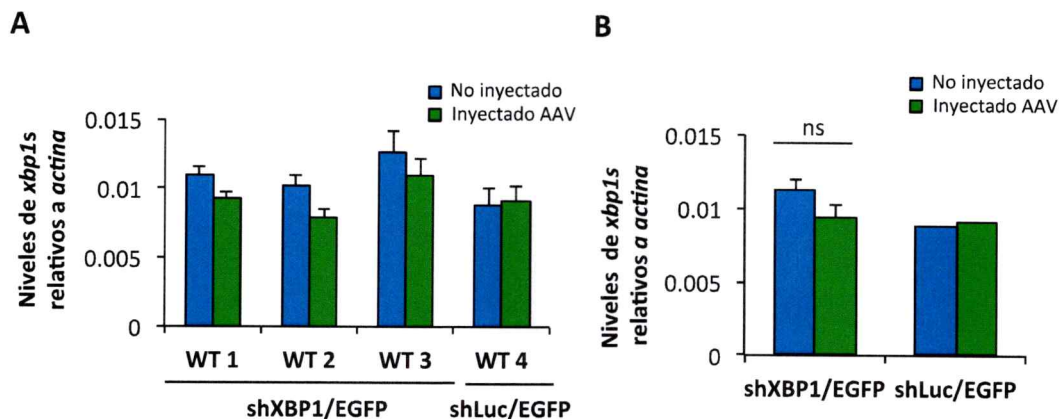 A
No inyectado
Inyectado AAV
Niveles de xbp1s
relativos a actina
0.015
0.01
0.005
0
WT 1 WT 2 WT 3 WT 4
shXBP1/EGFP shLuc/EGFP
B
No inyectado
Inyectado AAV
Niveles de xbp1s
relativos a actina
0.015
0.01
0.005
0
ns
shXBP1/EGFP shLuc/EGFP